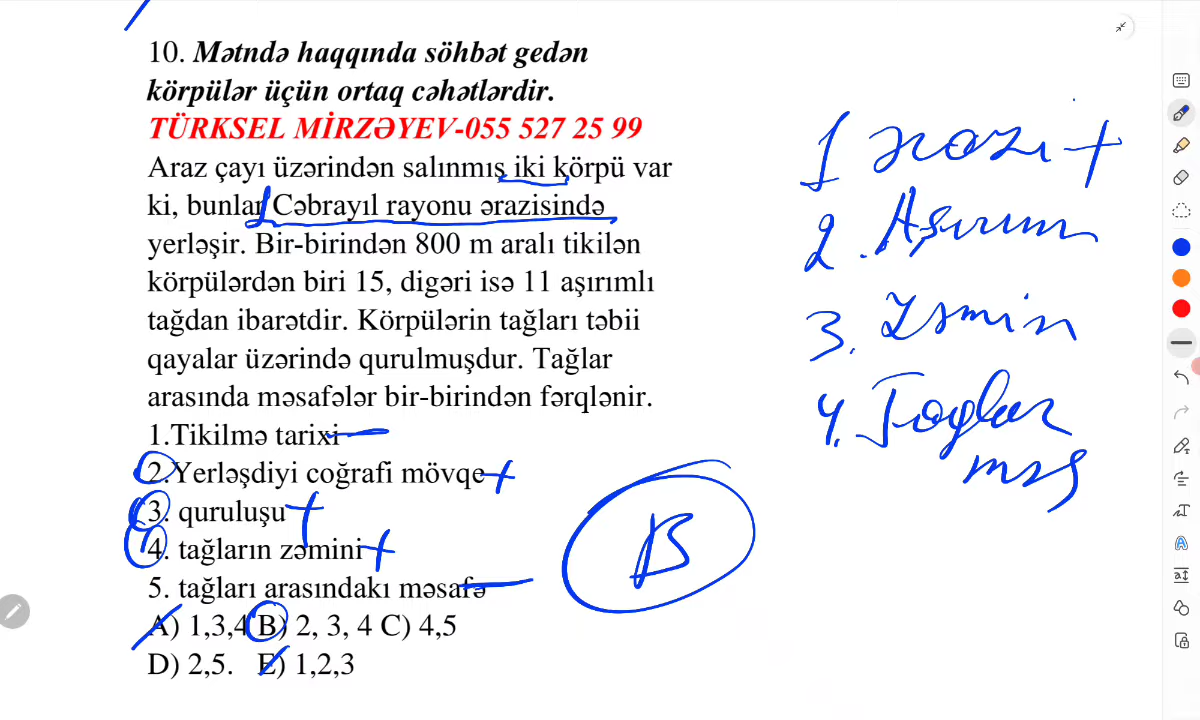 10. Mətndə haqqında söhbət gedən
körpülər üçün ortaq cəhətlərdir.
TÜRKSEL MİRZƏYEV-055 527 25 99
Araz çayı üzərindən salınmış iki körpü var
ki, bunlar Cəbrayıl rayonu ərazisində
yerləşir. Bir-birindən 800 m aralı tikilən
körpülərdən biri 15, digəri isə 11 aşırımlı
tağdan ibarətdir. Körpülərin tağları təbii
qayalar üzərində qurulmuşdur. Tağlar
arasında məsafələr bir-birindən fərqlənir.
1.Tikilmə tarixi
2.Yerləşdiyi coğrafi mövqe +
3. quruluşu +
4. tağların zəmini +
5. tağları arasındakı məsafə
A) 1,3,4 B) 2, 3, 4 C) 4,5
D) 2,5. E) 1,2,3
1 +
2. Aşırım
3. Zəmin
4. Tağlar
məs
B